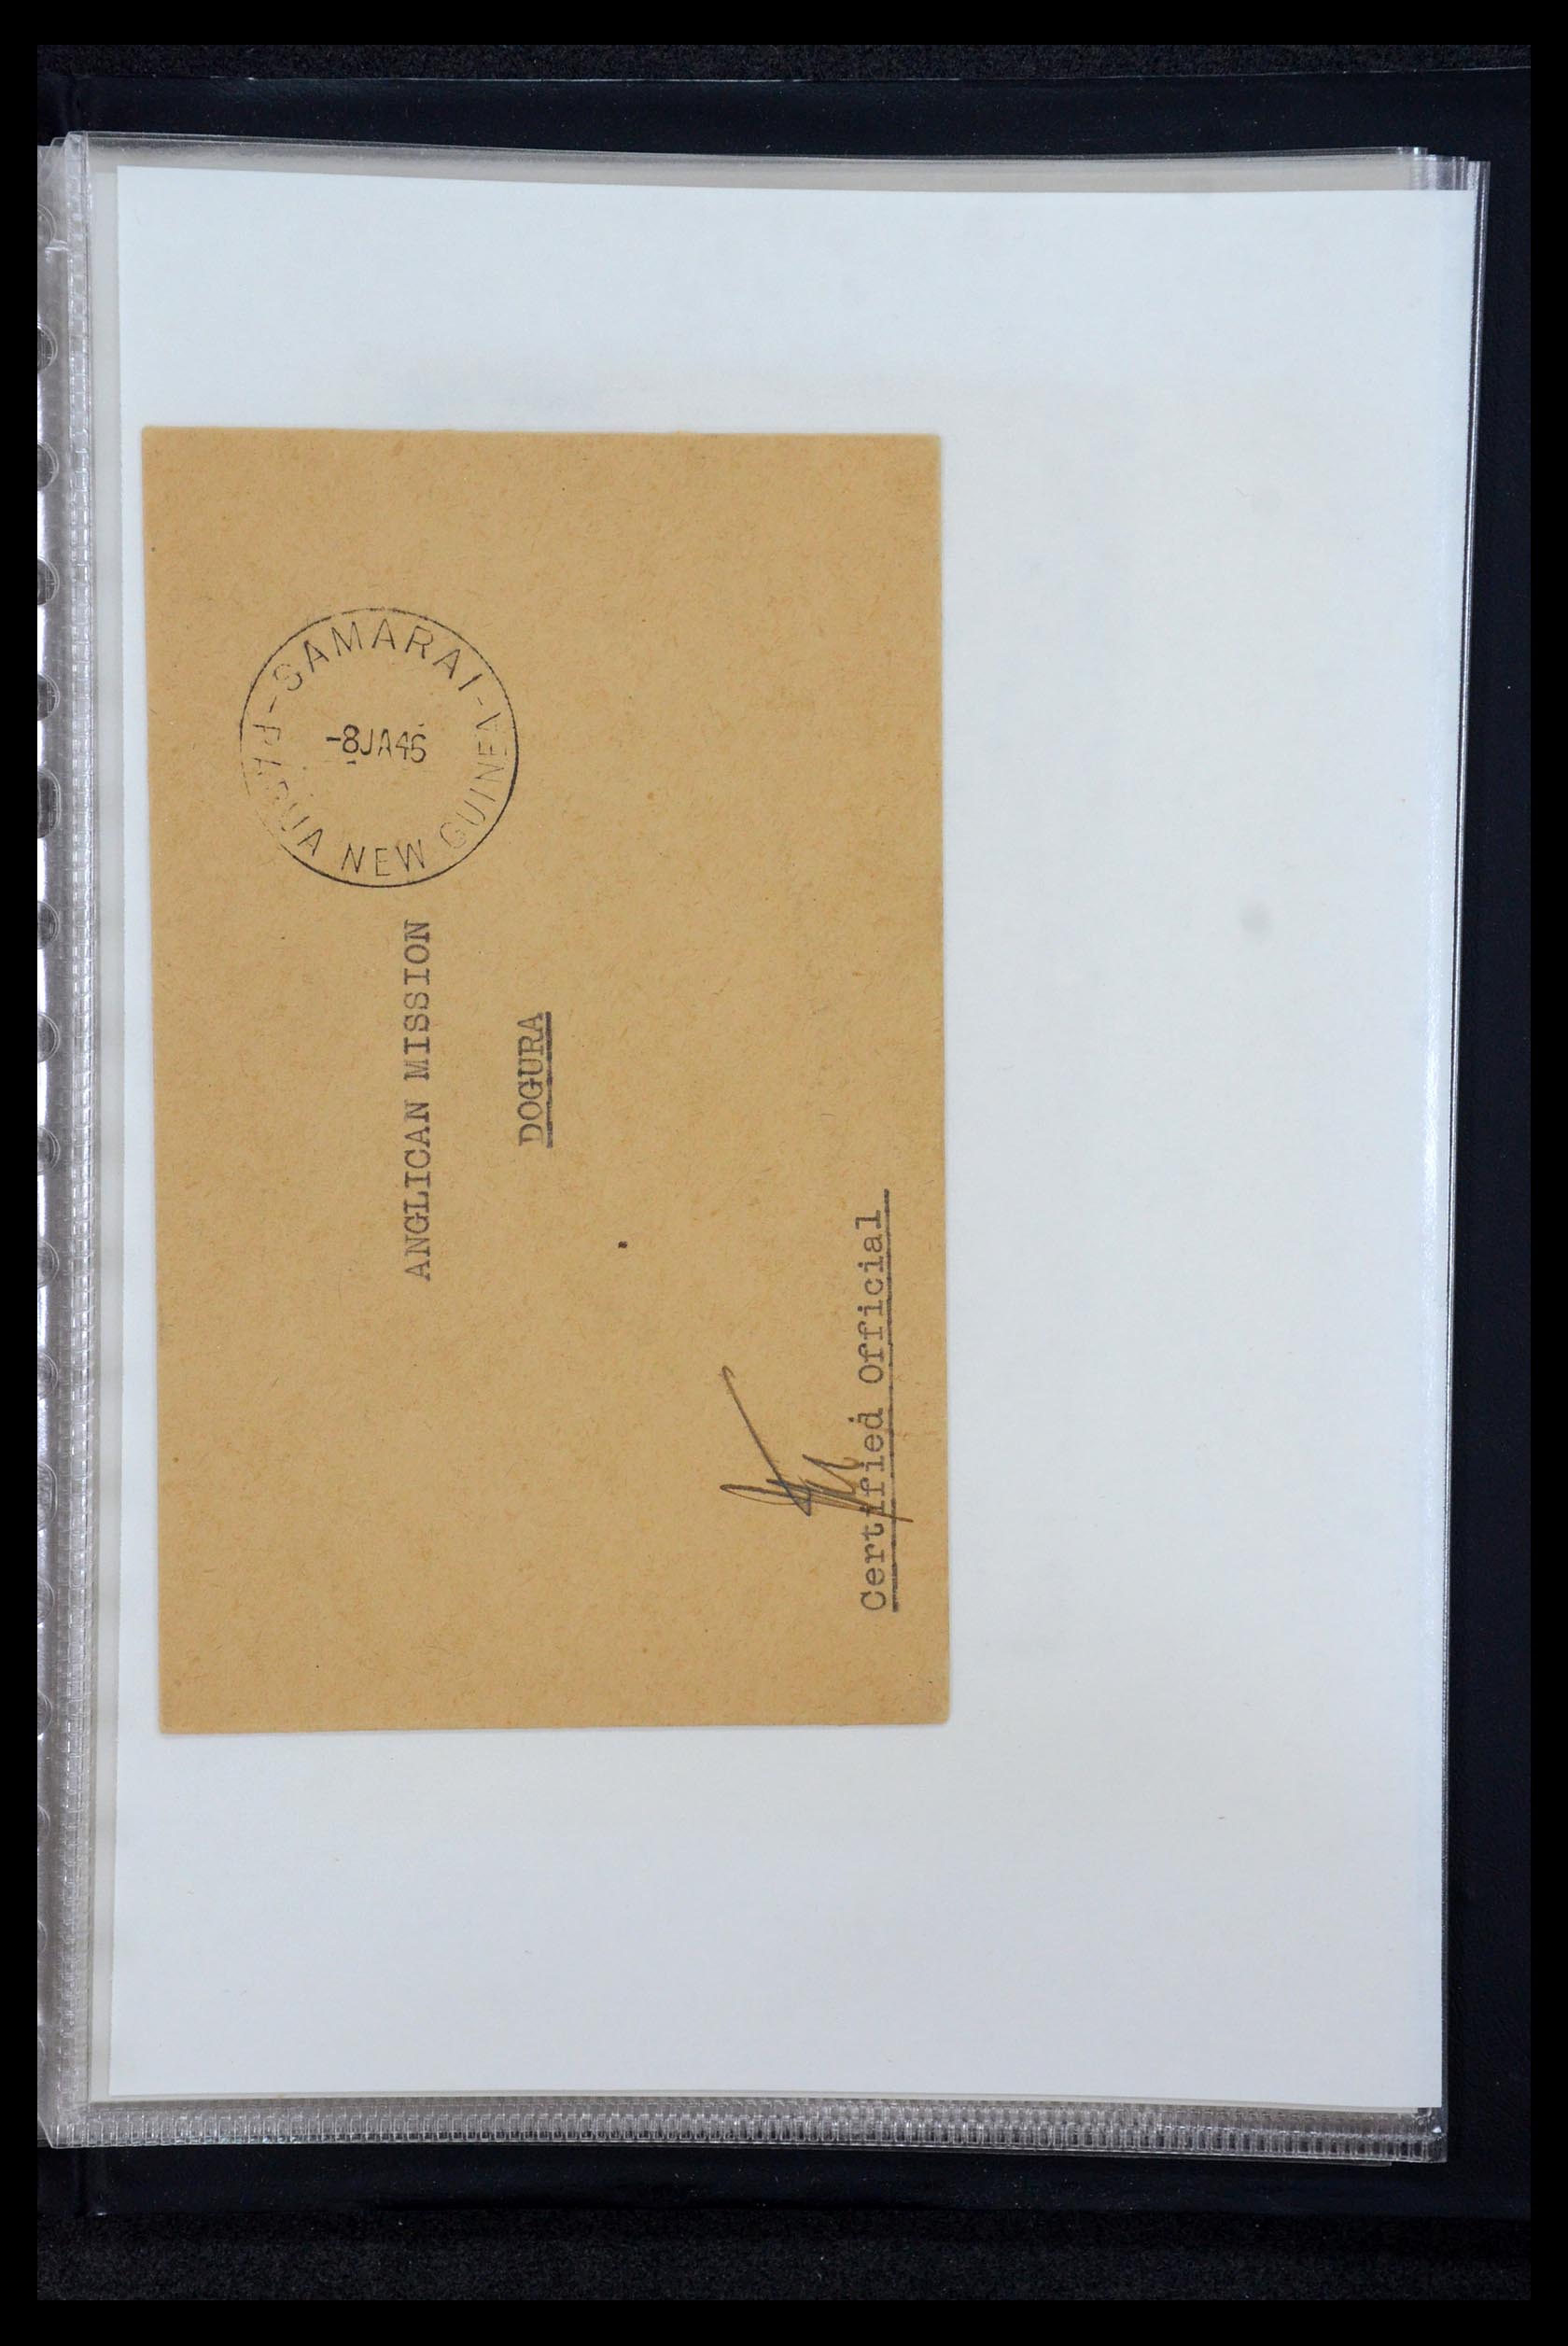 -SAMARAI-
-8JA46
PAPUA NEW GUINEA
ANGLICAN MISSION
DOGURA
Certified Official